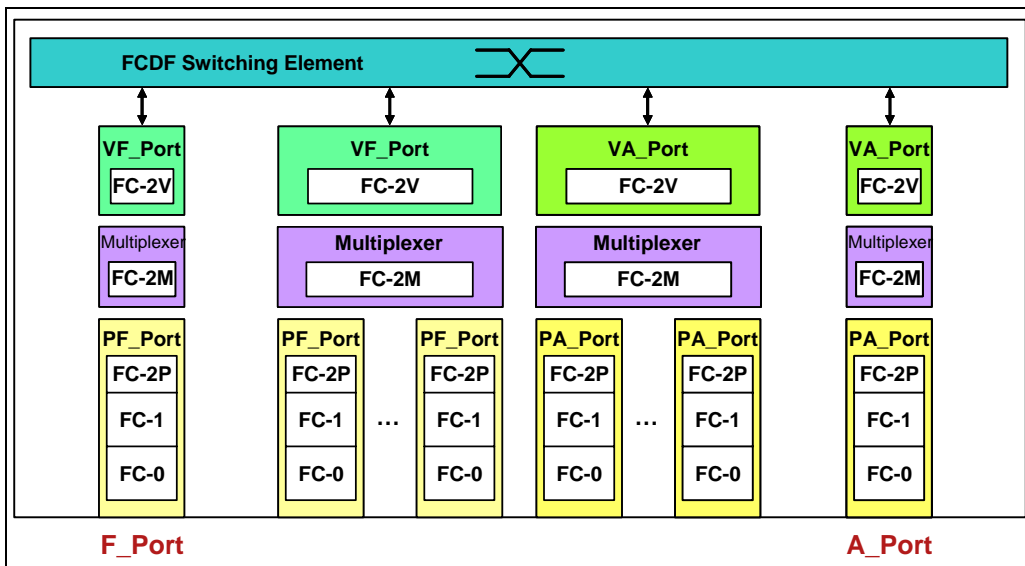 FCDF Switching Element
VF_Port VF_Port VA_Port VA_Port
FC-2V FC-2V FC-2V FC-2V
Multiplexer Multiplexer Multiplexer Multiplexer
FC-2M FC-2M FC-2M FC-2M
PF_Port PF_Port PF_Port PA_Port PA_Port PA_Port
FC-2P FC-2P FC-2P FC-2P FC-2P FC-2P
FC-1 FC-1 ... FC-1 FC-1 ... FC-1 FC-1
FC-0 FC-0 FC-0 FC-0 FC-0 FC-0
F_Port A_Port